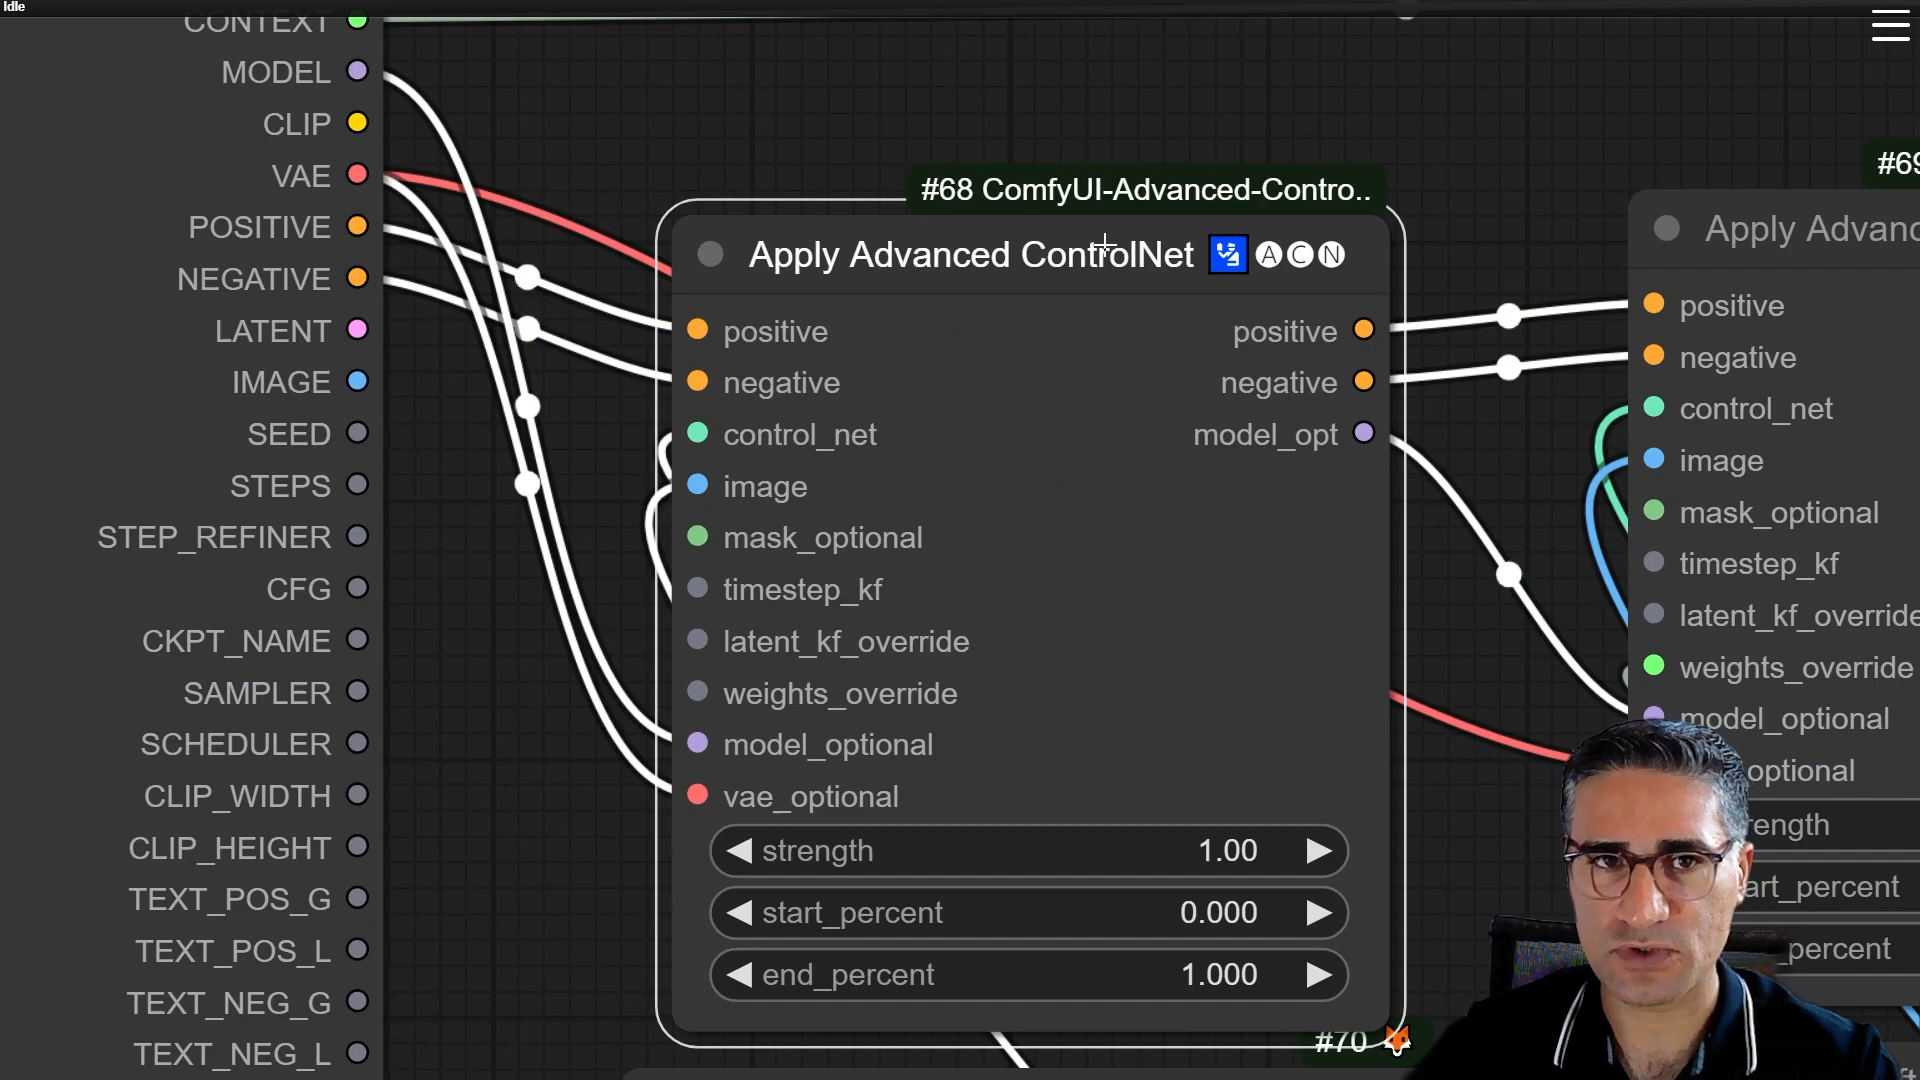 Idle
CONTEXT
MODEL
CLIP
VAE
POSITIVE
NEGATIVE
LATENT
IMAGE
SEED
STEPS
STEP_REFINER
CFG
CKPT_NAME
SAMPLER
SCHEDULER
CLIP_WIDTH
CLIP_HEIGHT
TEXT_POS_G
TEXT_POS_L
TEXT_NEG_G
TEXT_NEG_L
#68 ComfyUI-Advanced-Contro..
Apply Advanced ControlNet 🛂🅐🅒🅝
positive positive
negative negative
control_net model_opt
image
mask_optional
timestep_kf
latent_kf_override
weights_override
model_optional
vae_optional
strength 1.00
start_percent 0.000
end_percent 1.000
#70 🦊
#69
Apply Advanc
positive
negative
control_net
image
mask_optional
timestep_kf
latent_kf_override
weights_override
model_optional
optional
rength
art_percent
_percent